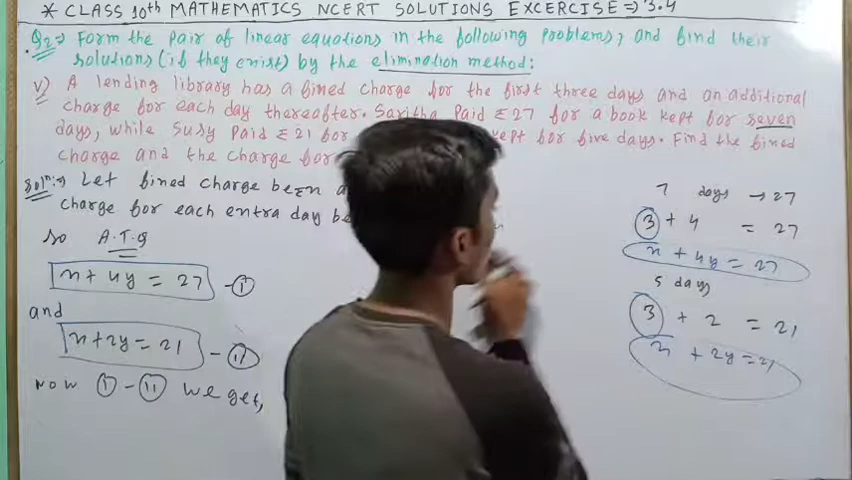 * CLASS 10th MATHEMATICS NCERT SOLUTIONS EXCERCISE ⇒ 3.4
Q2⇒ Form the pair of linear equations in the following problems, and find their
solutions (if they exist) by the elimination method:
v) A lending library has a fixed charge for the first three days and an additional
charge for each day thereafter. Saritha Paid ₹27 for a book kept for seven
days, while Susy Paid ₹21 for kept for five days. Find the fixed
charge and the charge for
Soln:⇒ Let fixed charge been
charge for each extra day be
So A.T.Q
x + 4y = 27 - (I)
and
x + 2y = 21 - (II)
Now (I) - (II) we get,
7 days → 27
3 + 4 = 27
x + 4y = 27
5 days
3 + 2 = 21
x + 2y = 21